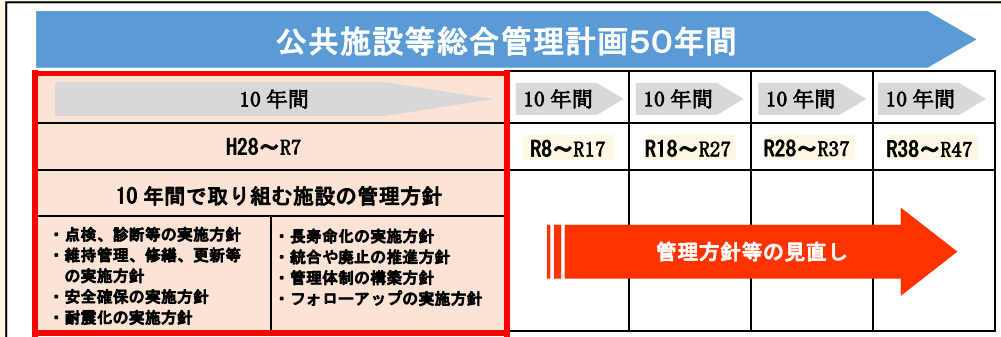 公共施設等総合管理計画50年間
10年間
10年間
10年間
10年間
10年間
H28～R7
R8～R17
R18～R27
R28～R37
R38～R47
10年間で取り組む施設の管理方針
・点検、診断等の実施方針
・維持管理、修繕、更新等
の実施方針
・安全確保の実施方針
・耐震化の実施方針
・長寿命化の実施方針
・統合や廃止の推進方針
・管理体制の構築方針
・フォローアップの実施方針
管理方針等の見直し